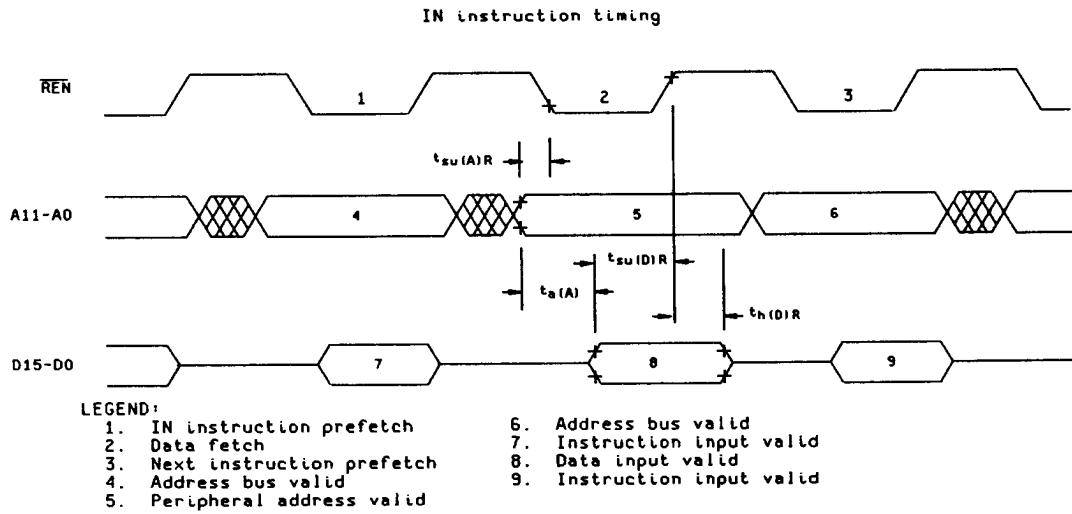 IN instruction timing
REN
1
2
3
tsu(A)R
A11-A0
4
5
6
tsu(D)R
ta(A)
th(D)R
D15-D0
7
8
9
LEGEND:
1. IN instruction prefetch
2. Data fetch
3. Next instruction prefetch
4. Address bus valid
5. Peripheral address valid
6. Address bus valid
7. Instruction input valid
8. Data input valid
9. Instruction input valid